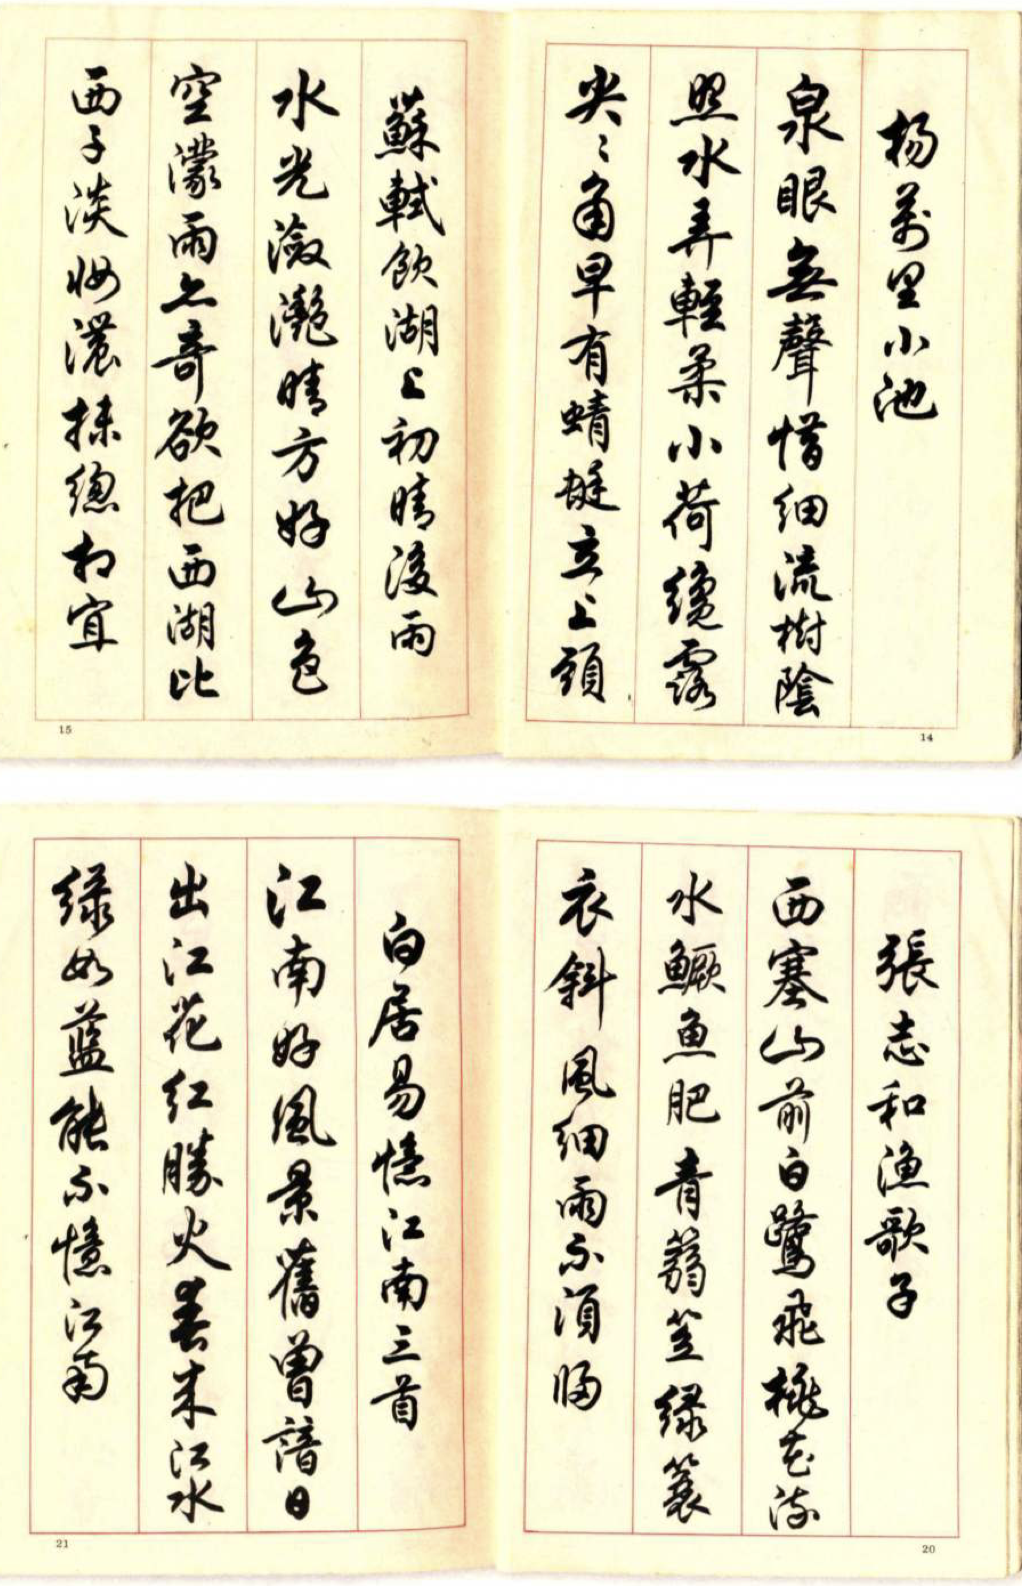 杨萬里小池
泉眼無聲惜細流樹陰
照水弄輕柔小荷纔露
尖〻角早有蜻蜓立上頭
14
蘇軾飲湖上初晴後雨
水光瀲灔晴方好山色
空濛雨亦奇欲把西湖比
西子淡妝濃抹總相宜
15
張志和漁歌子
西塞山前白鷺飛桃花流
水鱖魚肥青蒻笠綠蓑
衣斜風細雨不須歸
20
白居易憶江南三首
江南好風景舊曾諳日
出江花紅勝火春來江水
綠如藍能不憶江南
21